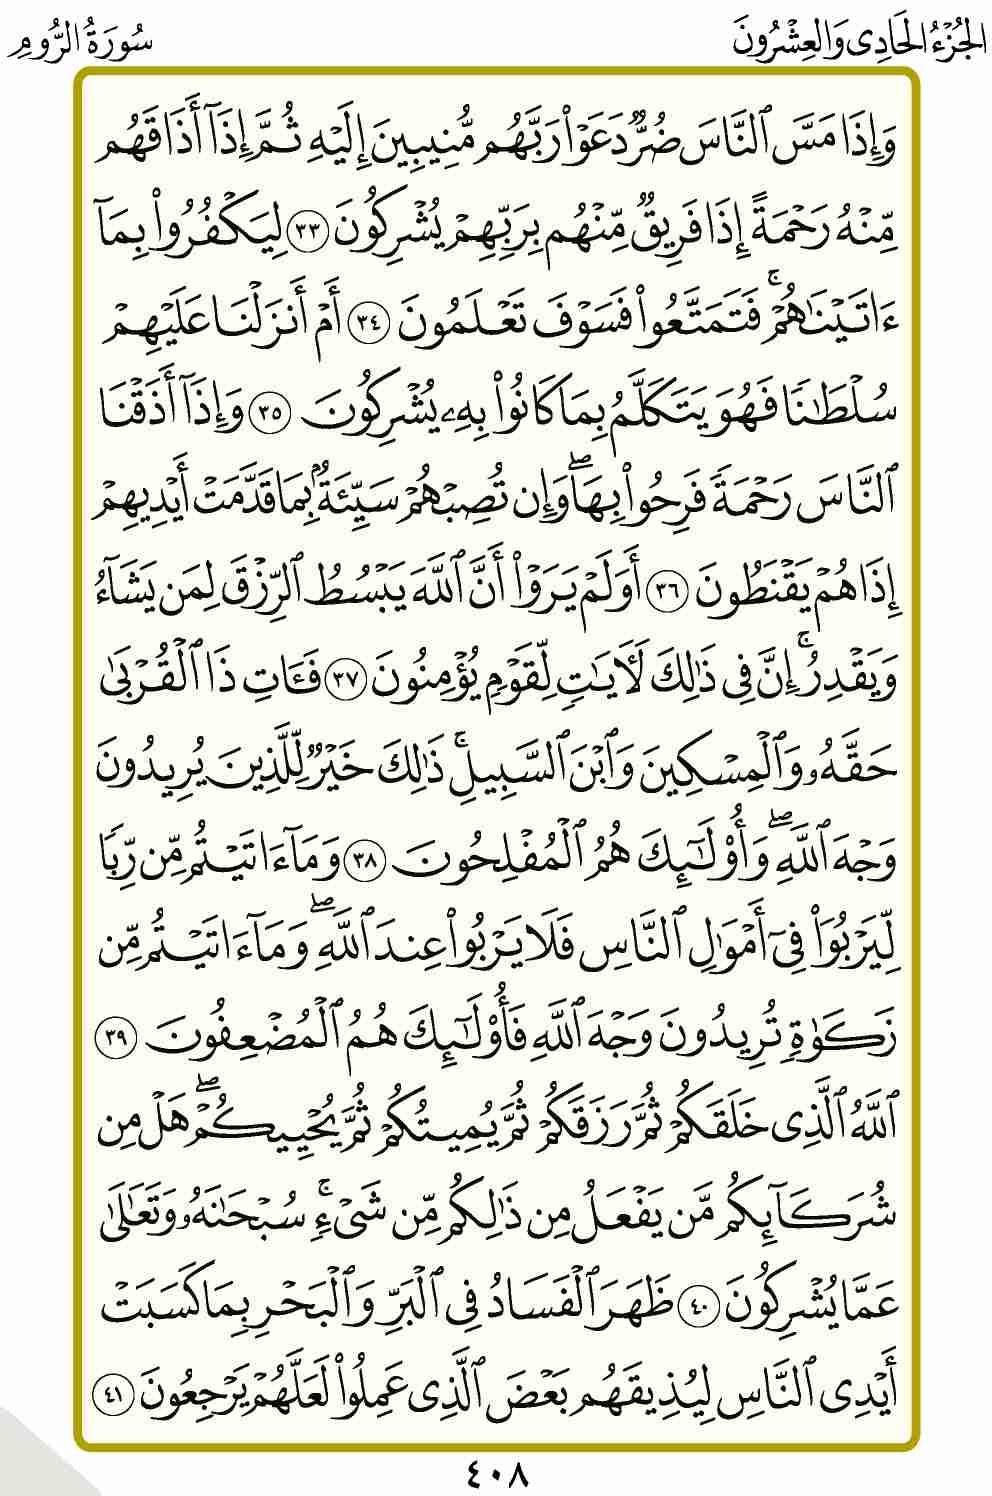 الجُزْءُ الحَادِي وَالعِشْرُونَ
سُورَةُ الرُّومِ
وَإِذَا مَسَّ ٱلنَّاسَ ضُرٌّ دَعَوْاْ رَبَّهُم مُّنِيبِينَ إِلَيْهِ ثُمَّ إِذَآ أَذَاقَهُم
مِّنْهُ رَحْمَةً إِذَا فَرِيقٌ مِّنْهُم بِرَبِّهِمْ يُشْرِكُونَ ٣٣ لِيَكْفُرُواْ بِمَآ
ءَاتَيْنَٰهُمْۚ فَتَمَتَّعُواْ فَسَوْفَ تَعْلَمُونَ ٣٤ أَمْ أَنزَلْنَا عَلَيْهِمْ
سُلْطَٰنًا فَهُوَ يَتَكَلَّمُ بِمَا كَانُواْ بِهِۦ يُشْرِكُونَ ٣٥ وَإِذَآ أَذَقْنَا
ٱلنَّاسَ رَحْمَةً فَرِحُواْ بِهَاۖ وَإِن تُصِبْهُمْ سَيِّئَةُۢ بِمَا قَدَّمَتْ أَيْدِيهِمْ
إِذَا هُمْ يَقْنَطُونَ ٣٦ أَوَلَمْ يَرَوْاْ أَنَّ ٱللَّهَ يَبْسُطُ ٱلرِّزْقَ لِمَن يَشَآءُ
وَيَقْدِرُۚ إِنَّ فِى ذَٰلِكَ لَأٓيَٰتٍ لِّقَوْمٍ يُؤْمِنُونَ ٣٧ فَـَٔاتِ ذَا ٱلْقُرْبَىٰ
حَقَّهُۥ وَٱلْمِسْكِينَ وَٱبْنَ ٱلسَّبِيلِۚ ذَٰلِكَ خَيْرٌ لِّلَّذِينَ يُرِيدُونَ
وَجْهَ ٱللَّهِۖ وَأُوْلَٰٓئِكَ هُمُ ٱلْمُفْلِحُونَ ٣٨ وَمَآ ءَاتَيْتُم مِّن رِّبًا
لِّيَرْبُوَاْ فِىٓ أَمْوَٰلِ ٱلنَّاسِ فَلَا يَرْبُواْ عِندَ ٱللَّهِۖ وَمَآ ءَاتَيْتُم مِّن
زَكَوٰةٍ تُرِيدُونَ وَجْهَ ٱللَّهِ فَأُوْلَٰٓئِكَ هُمُ ٱلْمُضْعِفُونَ ٣٩
ٱللَّهُ ٱلَّذِى خَلَقَكُمْ ثُمَّ رَزَقَكُمْ ثُمَّ يُمِيتُكُمْ ثُمَّ يُحْيِيكُمْۖ هَلْ مِن
شُرَكَآئِكُم مَّن يَفْعَلُ مِن ذَٰلِكُم مِّن شَىْءٍۚ سُبْحَٰنَهُۥ وَتَعَٰلَىٰ
عَمَّا يُشْرِكُونَ ٤٠ ظَهَرَ ٱلْفَسَادُ فِى ٱلْبَرِّ وَٱلْبَحْرِ بِمَا كَسَبَتْ
أَيْدِى ٱلنَّاسِ لِيُذِيقَهُم بَعْضَ ٱلَّذِى عَمِلُواْ لَعَلَّهُمْ يَرْجِعُونَ ٤١
٤٠٨